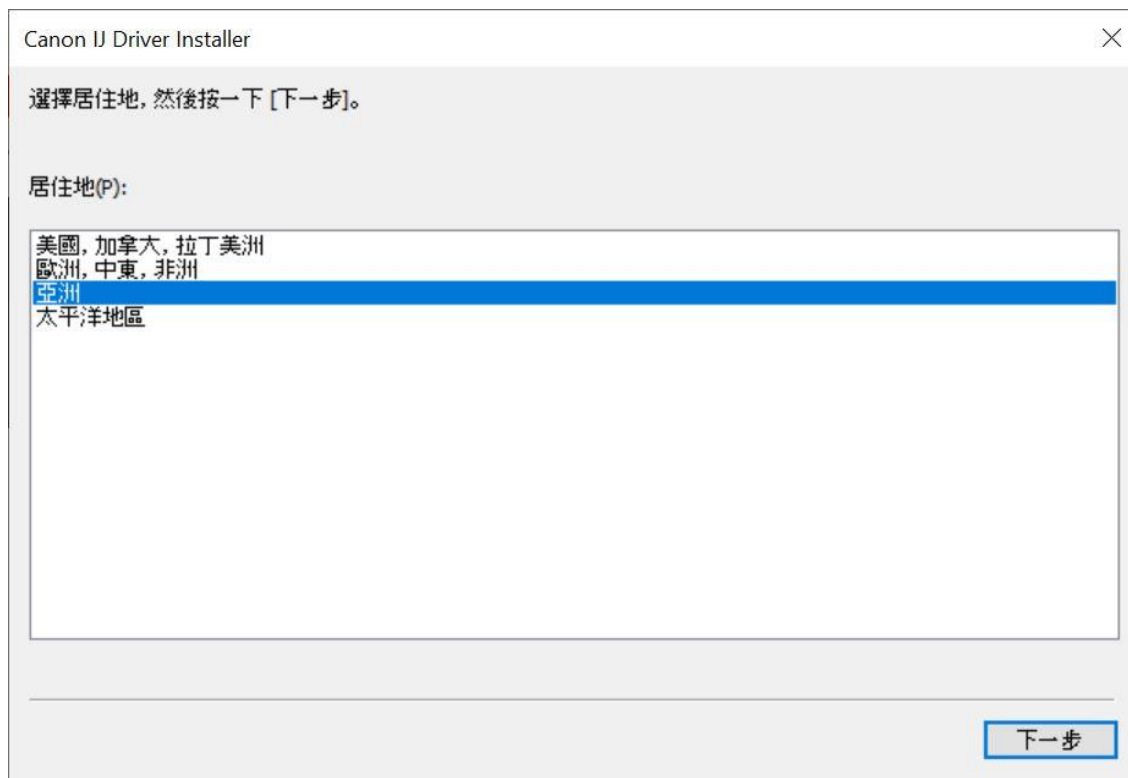 Canon IJ Driver Installer
選擇居住地, 然後按一下 [下一步]。
居住地(P):
美國, 加拿大, 拉丁美洲
歐洲, 中東, 非洲
亞洲
太平洋地區
下一步